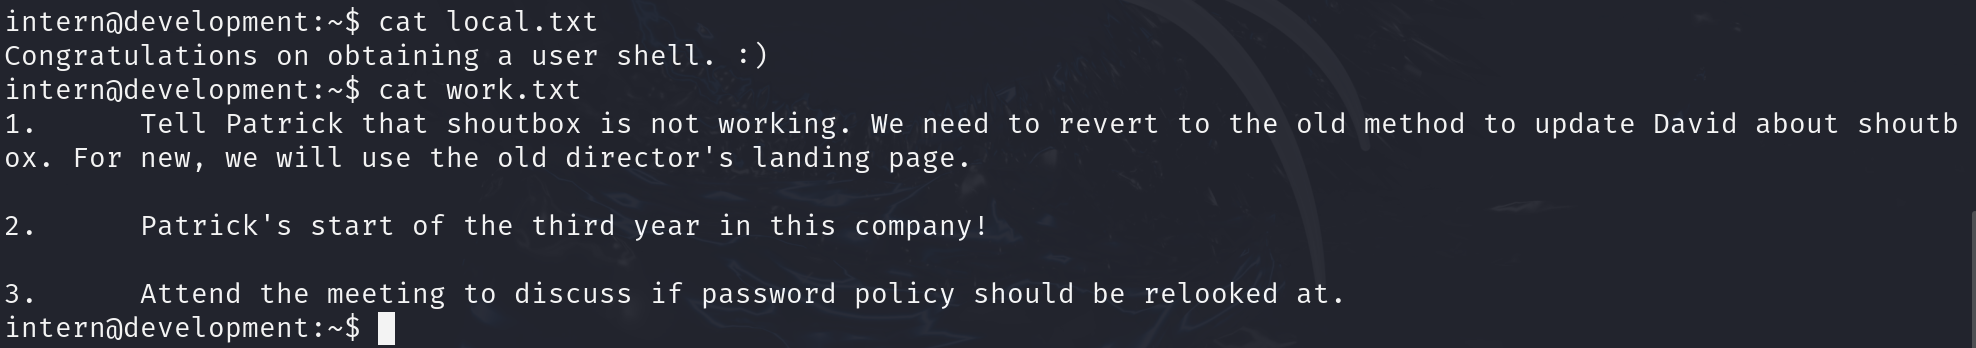 intern@development:~$ cat local.txt
Congratulations on obtaining a user shell. :)
intern@development:~$ cat work.txt
1.      Tell Patrick that shoutbox is not working. We need to revert to the old method to update David about shoutb
ox. For new, we will use the old director's landing page.
2.      Patrick's start of the third year in this company!
3.      Attend the meeting to discuss if password policy should be relooked at.
intern@development:~$